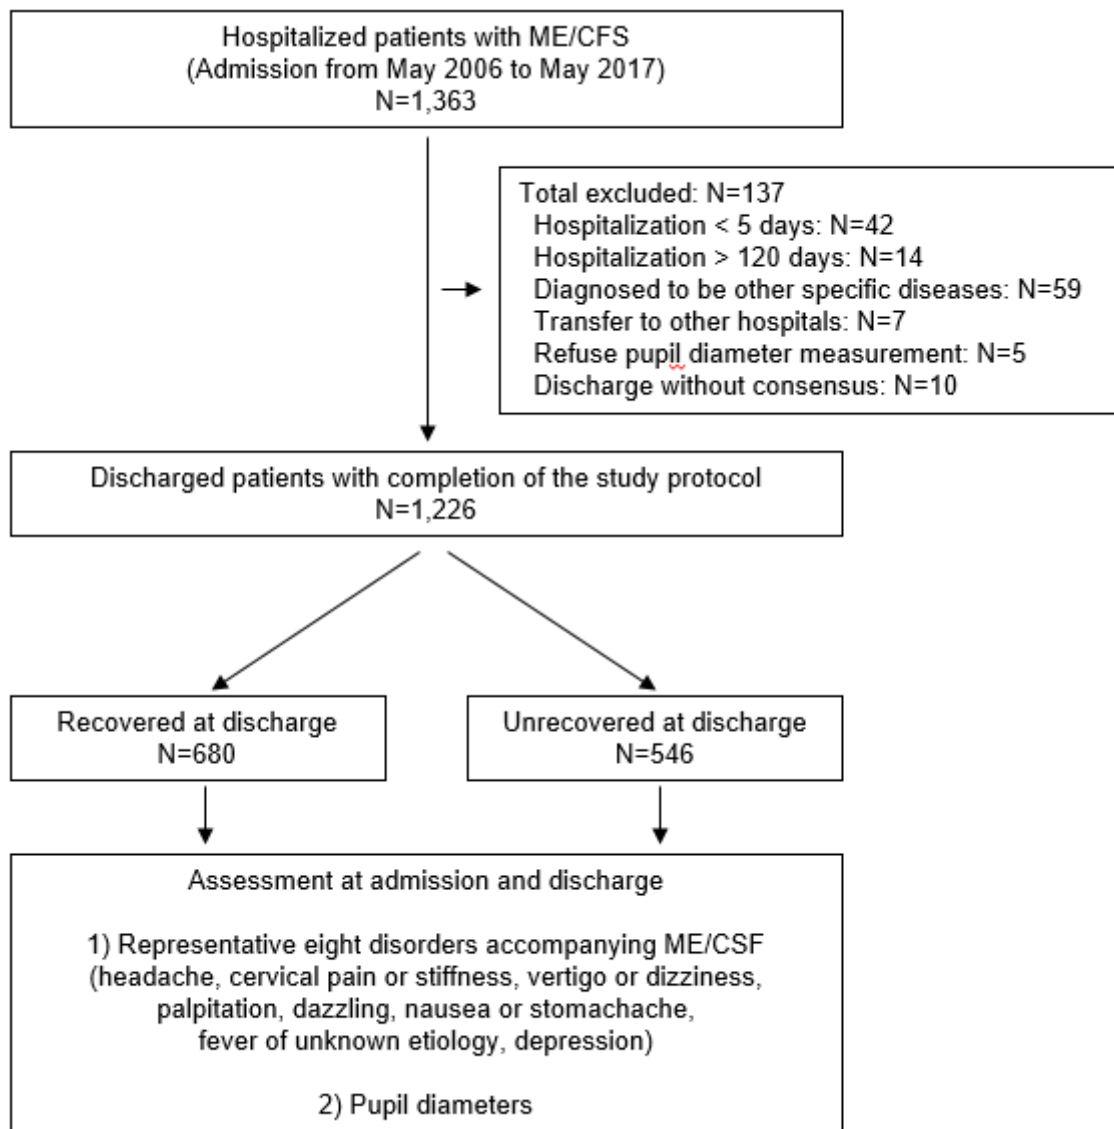 Hospitalized patients with ME/CFS
(Admission from May 2006 to May 2017)
N=1,363
Total excluded: N=137
Hospitalization < 5 days: N=42
Hospitalization > 120 days: N=14
Diagnosed to be other specific diseases: N=59
Transfer to other hospitals: N=7
Refuse pupil diameter measurement: N=5
Discharge without consensus: N=10
Discharged patients with completion of the study protocol
N=1,226
Recovered at discharge
N=680
Unrecovered at discharge
N=546
Assessment at admission and discharge
1) Representative eight disorders accompanying ME/CSF
(headache, cervical pain or stiffness, vertigo or dizziness,
palpitation, dazzling, nausea or stomachache,
fever of unknown etiology, depression)
2) Pupil diameters